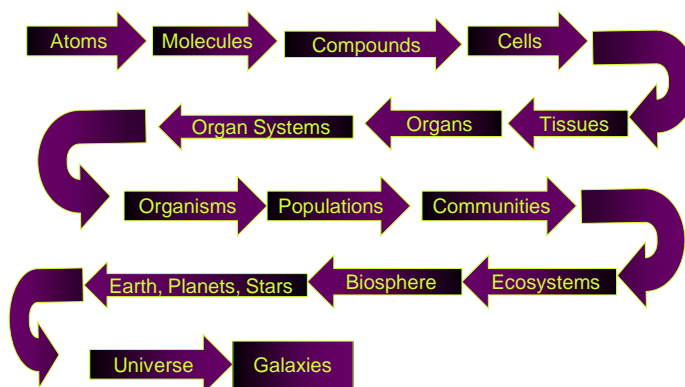 Atoms Molecules Compounds Cells
Organ Systems Organs Tissues
Organisms Populations Communities
Earth, Planets, Stars Biosphere Ecosystems
Universe Galaxies